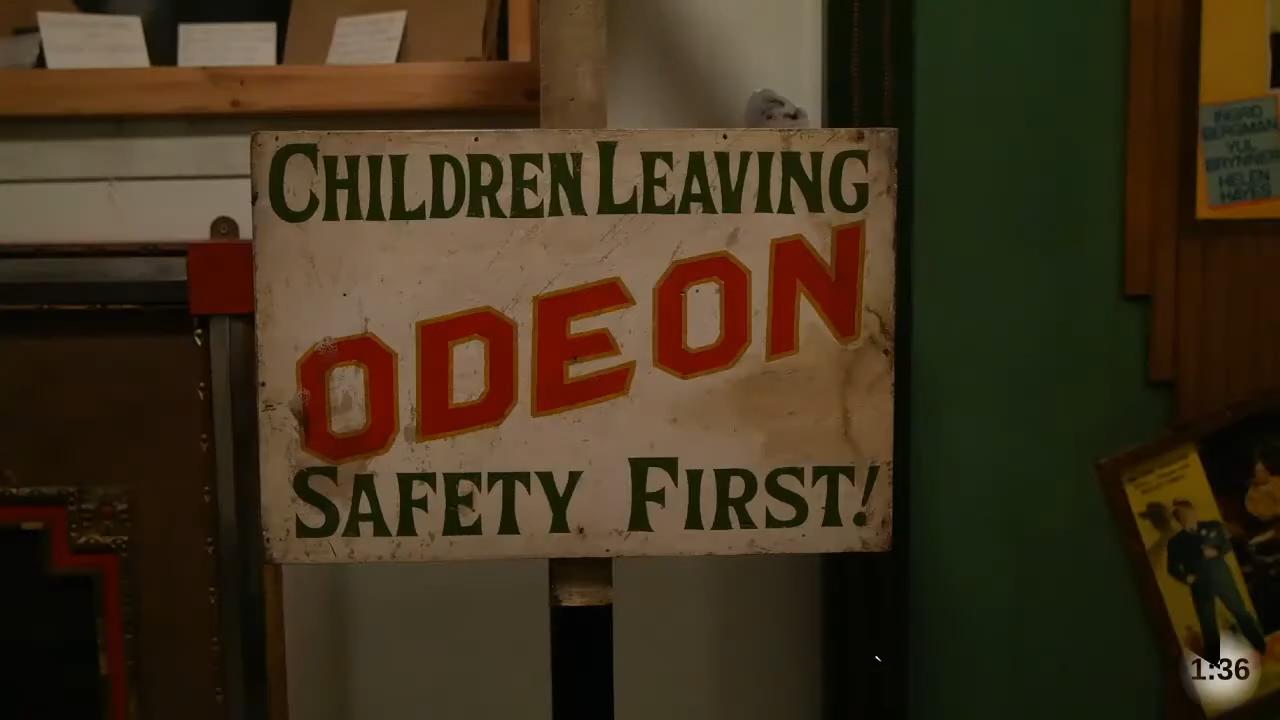 CHILDREN LEAVING
ODEON
SAFETY FIRST!
INGRID
BERGMAN
YUL
BRYNNER
HELEN
HAYES
1:36